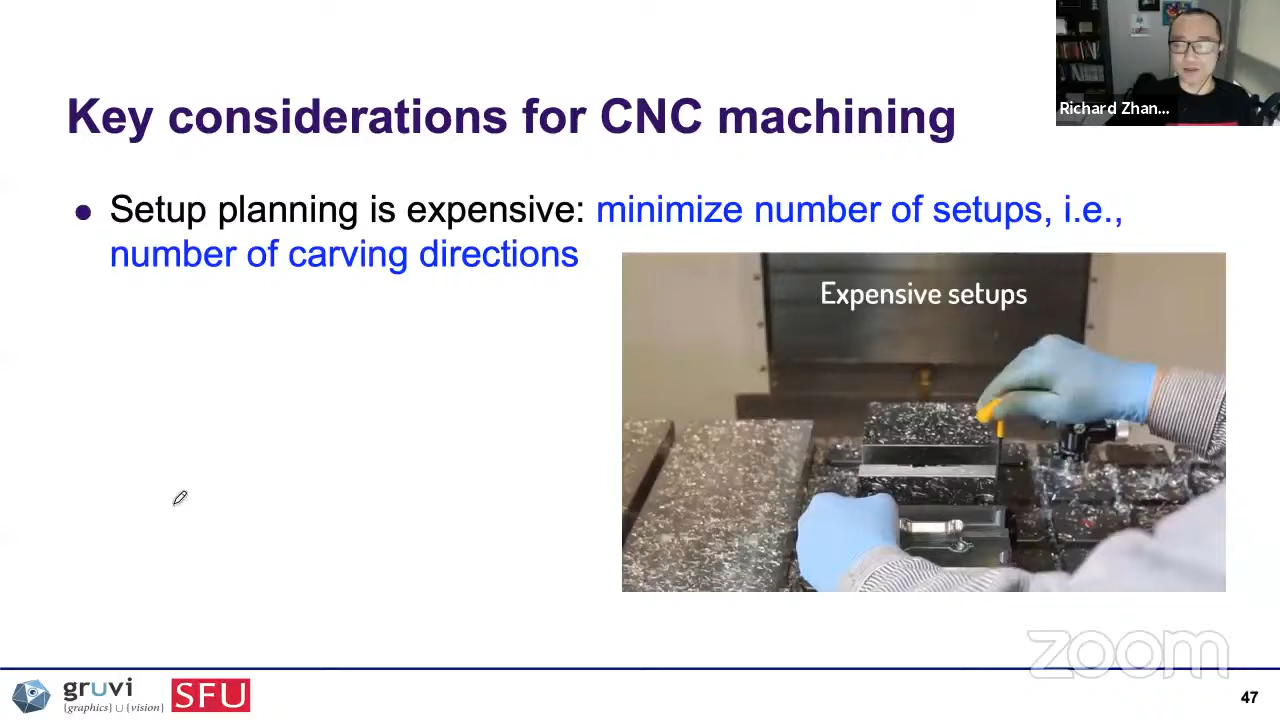 Richard Zhan...
Key considerations for CNC machining
Setup planning is expensive: minimize number of setups, i.e.,
number of carving directions
Expensive setups
zoom
gruvi
{graphics} ∪ {vision}
SFU
47